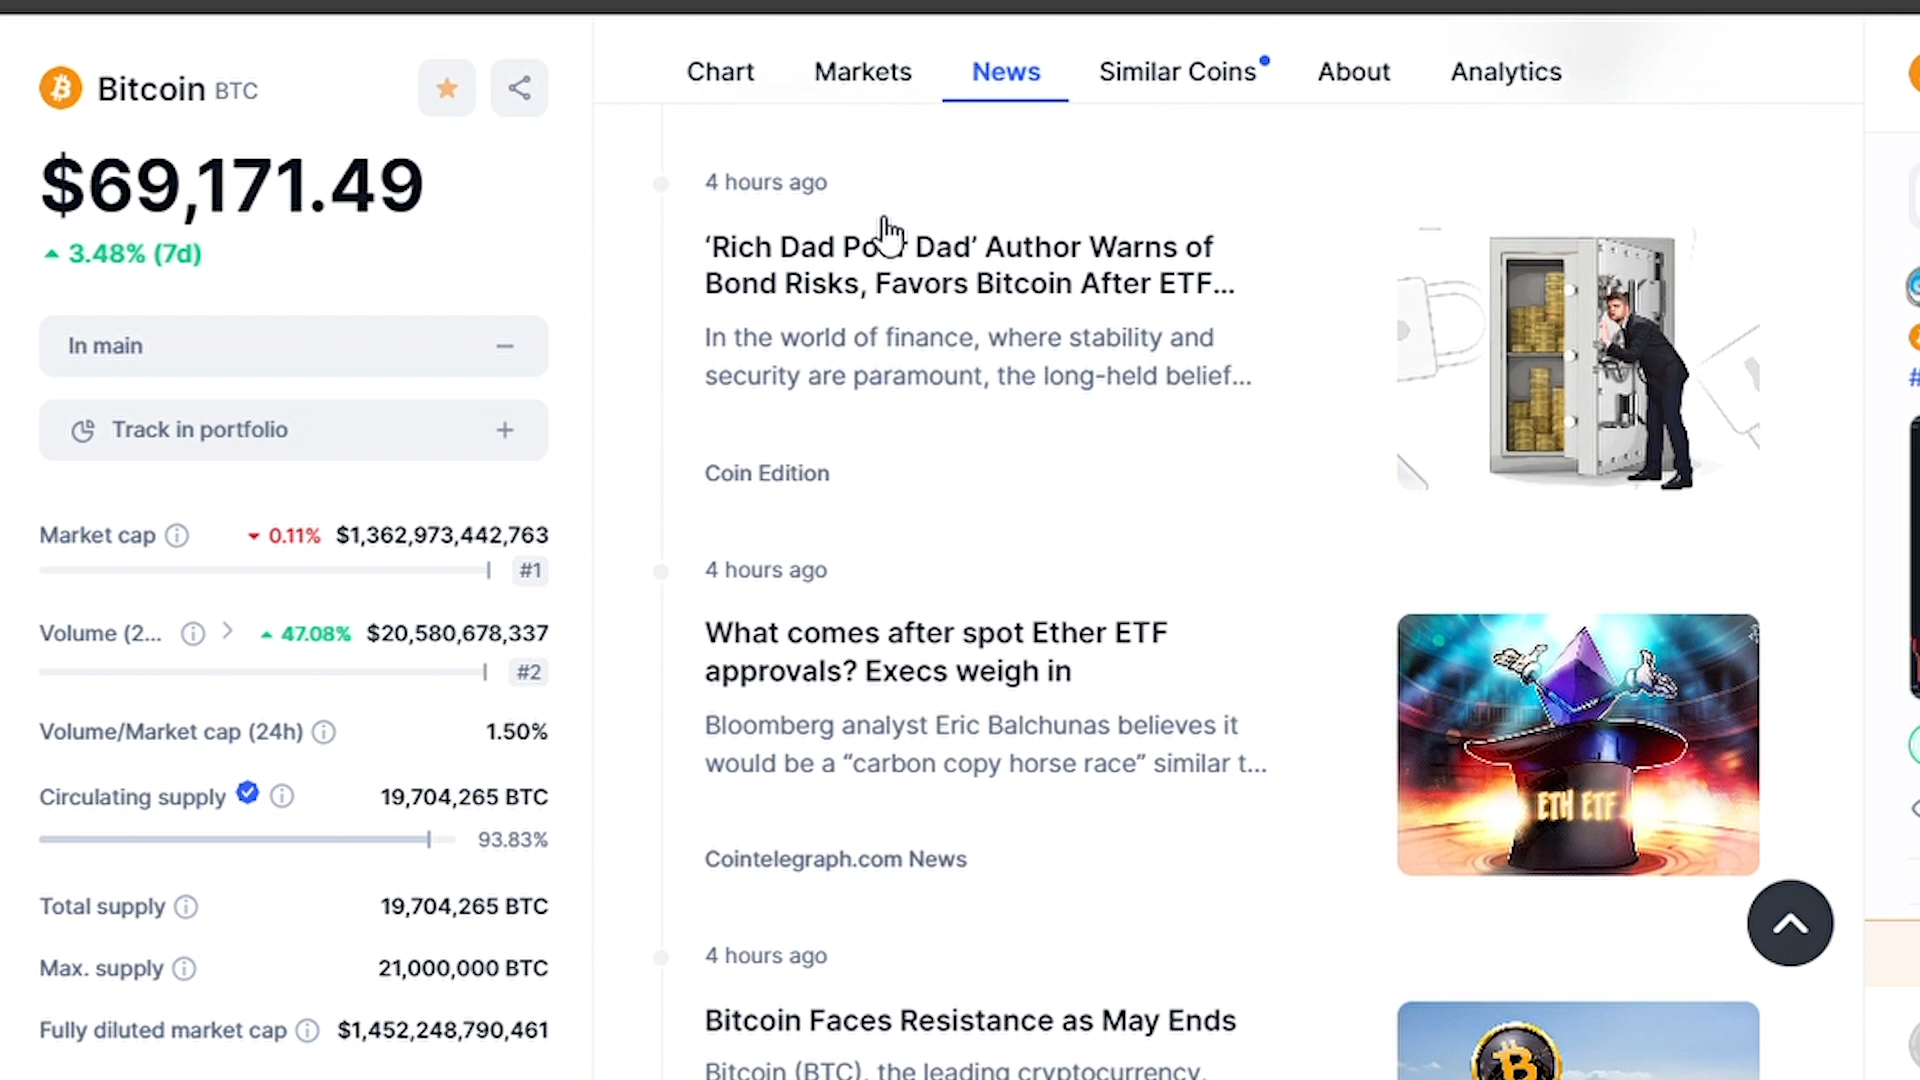 Bitcoin BTC
$69,171.49
3.48% (7d)
In main
Track in portfolio
Market cap 0.11% $1,362,973,442,763
#1
Volume (2... 47.08% $20,580,678,337
#2
Volume/Market cap (24h) 1.50%
Circulating supply 19,704,265 BTC
93.83%
Total supply 19,704,265 BTC
Max. supply 21,000,000 BTC
Fully diluted market cap $1,452,248,790,461
Chart Markets News Similar Coins About Analytics
4 hours ago
‘Rich Dad Poor Dad’ Author Warns of
Bond Risks, Favors Bitcoin After ETF...
In the world of finance, where stability and
security are paramount, the long-held belief...
Coin Edition
4 hours ago
What comes after spot Ether ETF
approvals? Execs weigh in
Bloomberg analyst Eric Balchunas believes it
would be a “carbon copy horse race” similar t...
Cointelegraph.com News
ETH ETF
4 hours ago
Bitcoin Faces Resistance as May Ends
Bitcoin (BTC), the leading cryptocurrency,
#